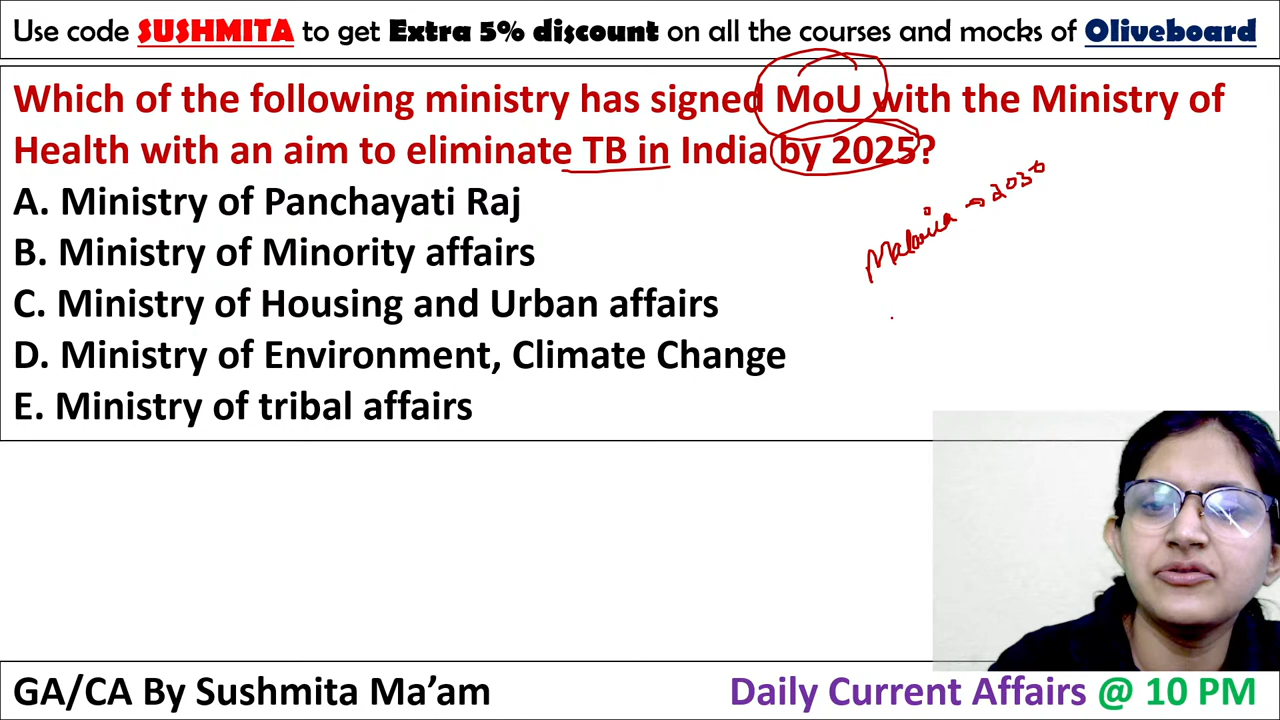 Use code SUSHMITA to get Extra 5% discount on all the courses and mocks of Oliveboard
Which of the following ministry has signed MoU with the Ministry of
Health with an aim to eliminate TB in India by 2025?
Malaria → 2030
A. Ministry of Panchayati Raj
B. Ministry of Minority affairs
C. Ministry of Housing and Urban affairs
D. Ministry of Environment, Climate Change
E. Ministry of tribal affairs
GA/CA By Sushmita Ma’am
Daily Current Affairs @ 10 PM